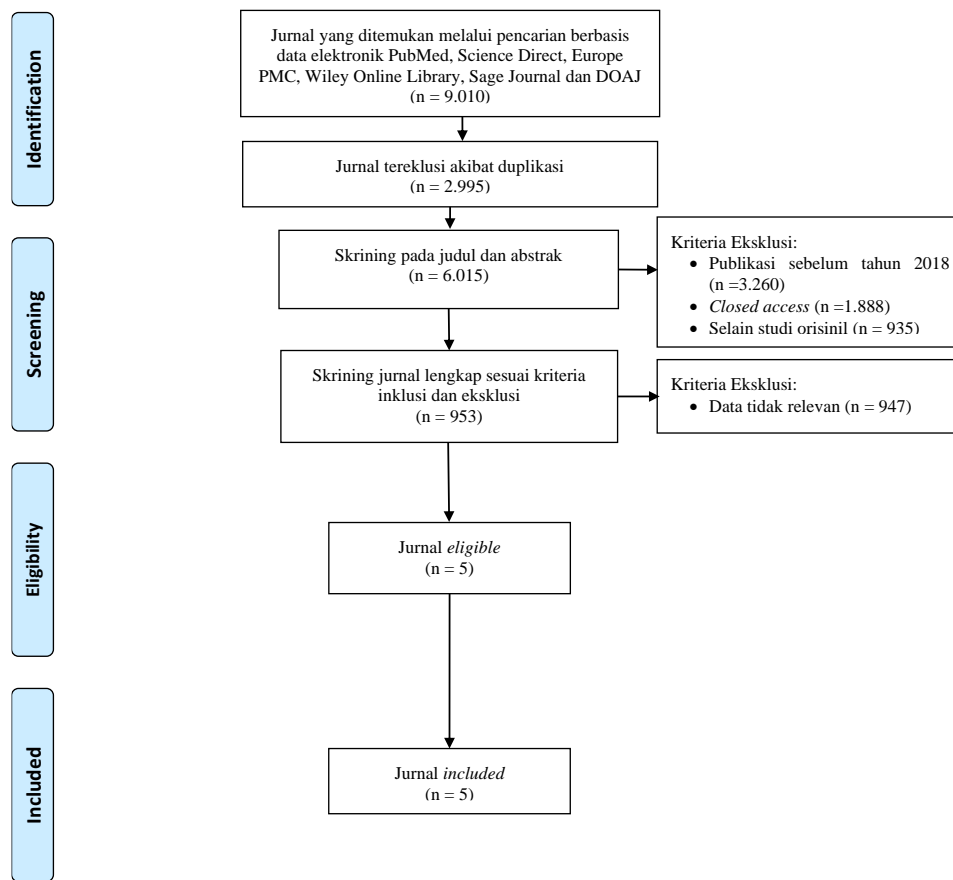 Identification
Jurnal yang ditemukan melalui pencarian berbasis
data elektronik PubMed, Science Direct, Europe
PMC, Wiley Online Library, Sage Journal dan DOAJ
(n = 9.010)
Jurnal tereklusi akibat duplikasi
(n = 2.995)
Screening
Skrining pada judul dan abstrak
(n = 6.015)
Kriteria Eksklusi:
• Publikasi sebelum tahun 2018
(n =3.260)
• Closed access (n =1.888)
• Selain studi orisinil (n = 935)
Skrining jurnal lengkap sesuai kriteria
inklusi dan eksklusi
(n = 953)
Kriteria Eksklusi:
• Data tidak relevan (n = 947)
Eligibility
Jurnal eligible
(n = 5)
Included
Jurnal included
(n = 5)